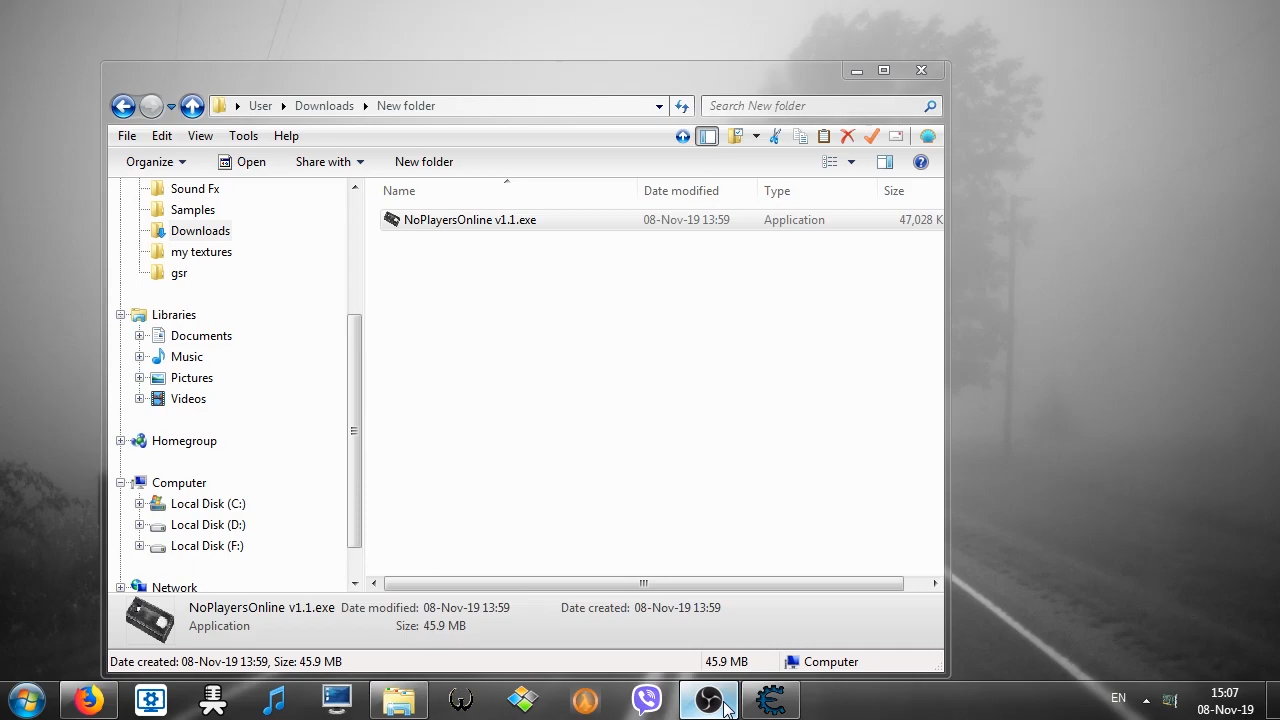 User Downloads New folder
Search New folder
File Edit View Tools Help
Organize Open Share with New folder
Name Date modified Type Size
Sound Fx
Samples
Downloads
my textures
gsr
Libraries
Documents
Music
Pictures
Videos
Homegroup
Computer
Local Disk (C:)
Local Disk (D:)
Local Disk (F:)
Network
NoPlayersOnline v1.1.exe 08-Nov-19 13:59 Application 47,028 K
NoPlayersOnline v1.1.exe Date modified: 08-Nov-19 13:59 Date created: 08-Nov-19 13:59
Application Size: 45.9 MB
Date created: 08-Nov-19 13:59, Size: 45.9 MB 45.9 MB Computer
EN 15:07
08-Nov-19